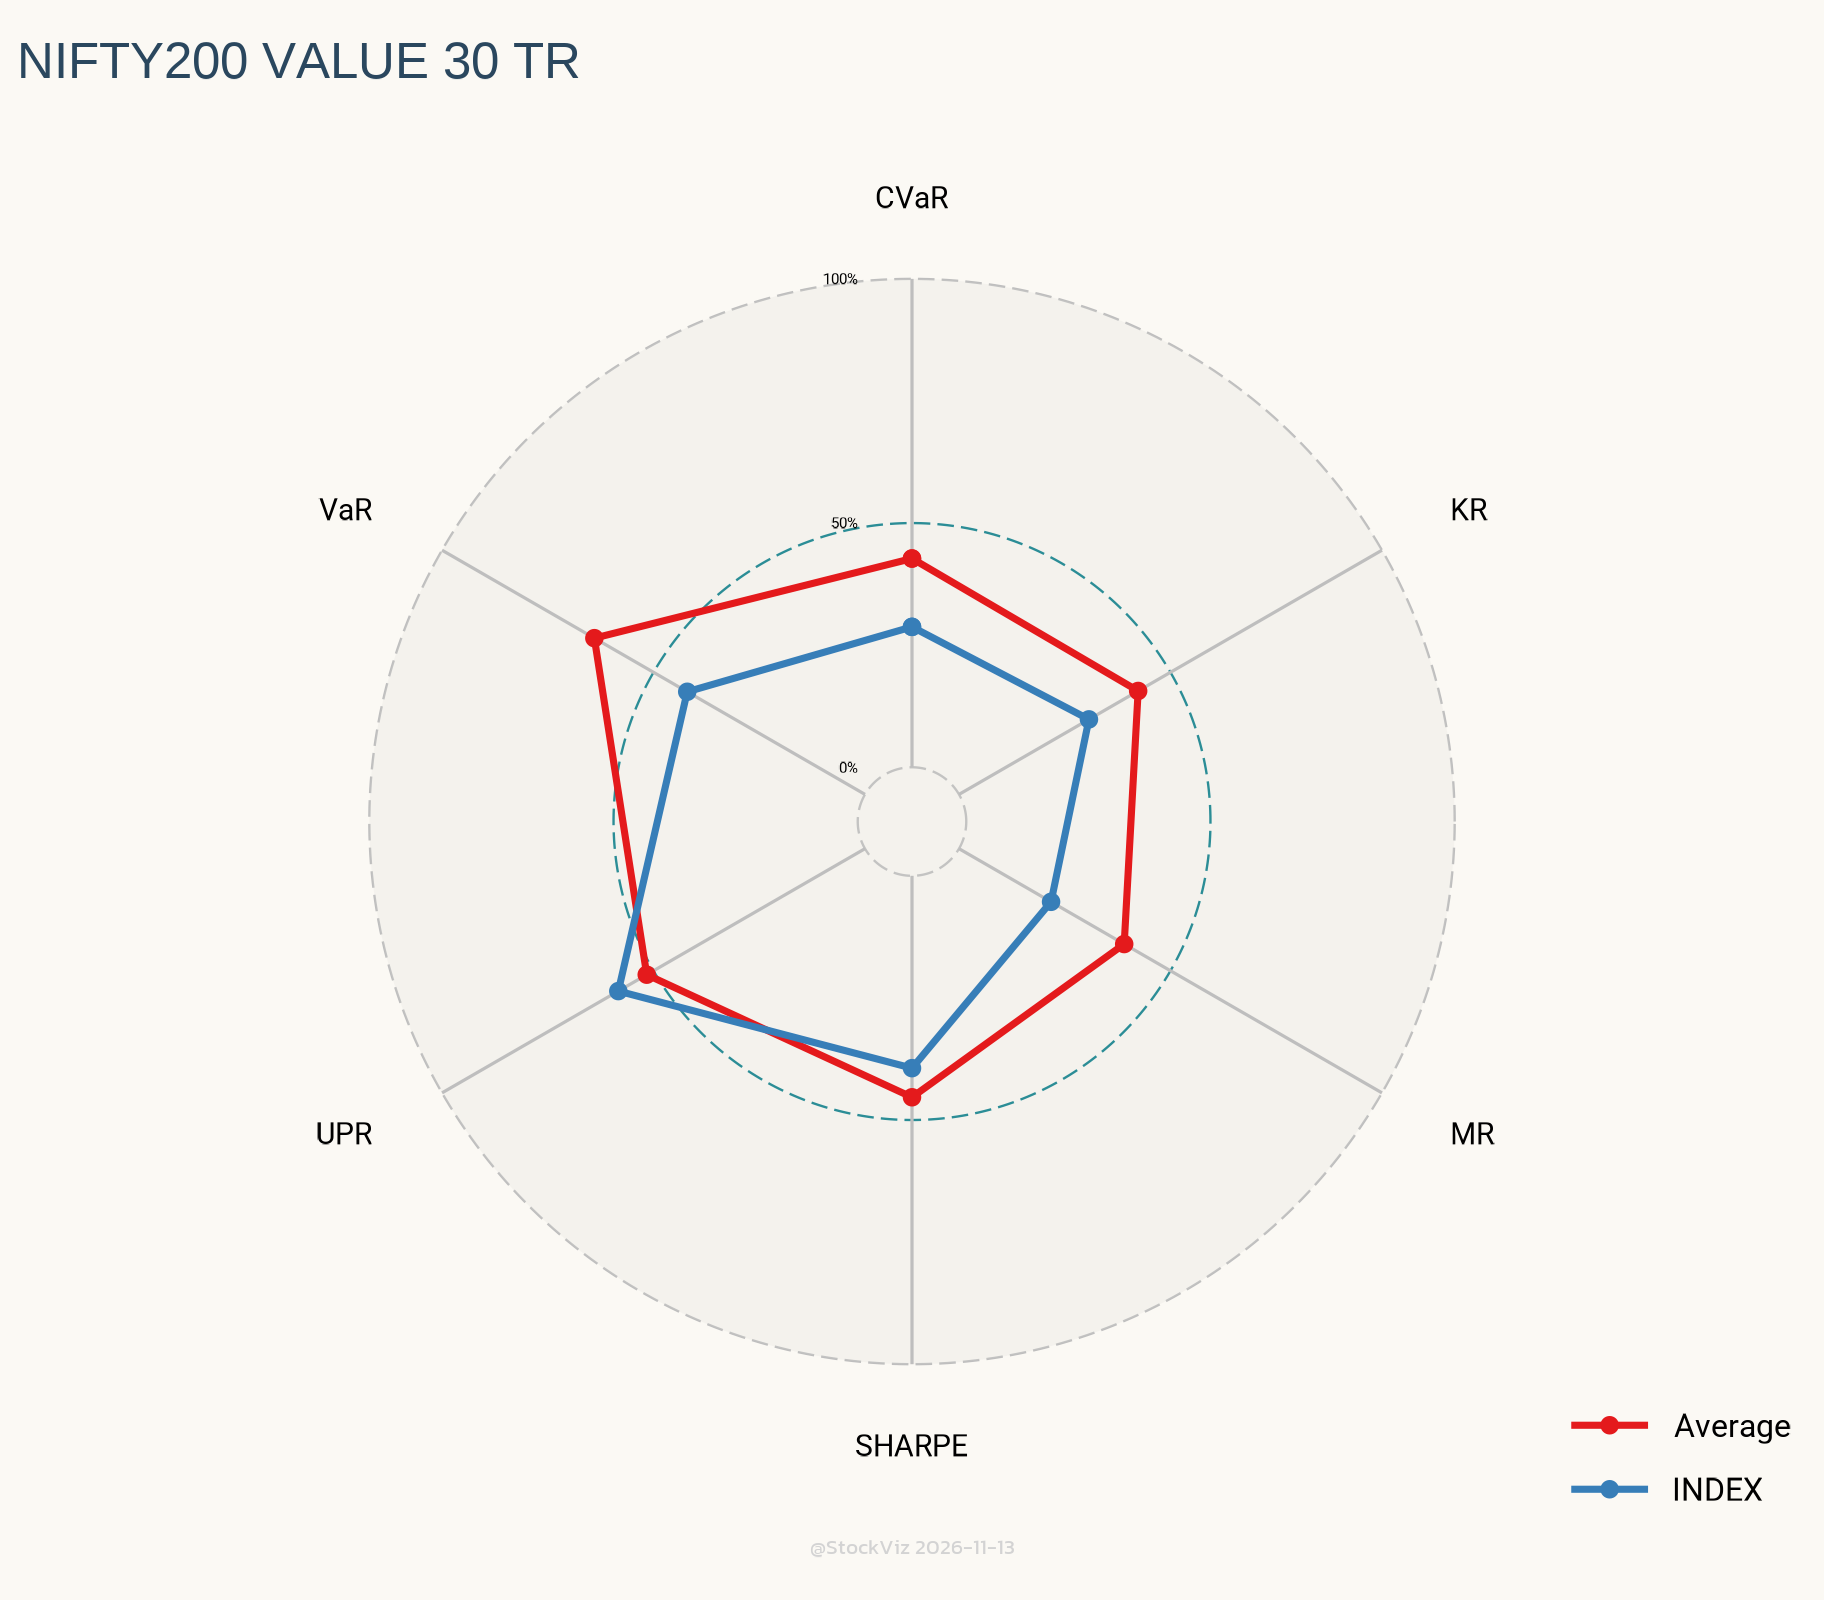 NIFTY200 VALUE 30 TR
CVaR
100%
VaR
KR
50%
0%
UPR
MR
SHARPE
Average
INDEX
@StockViz 2026-11-13